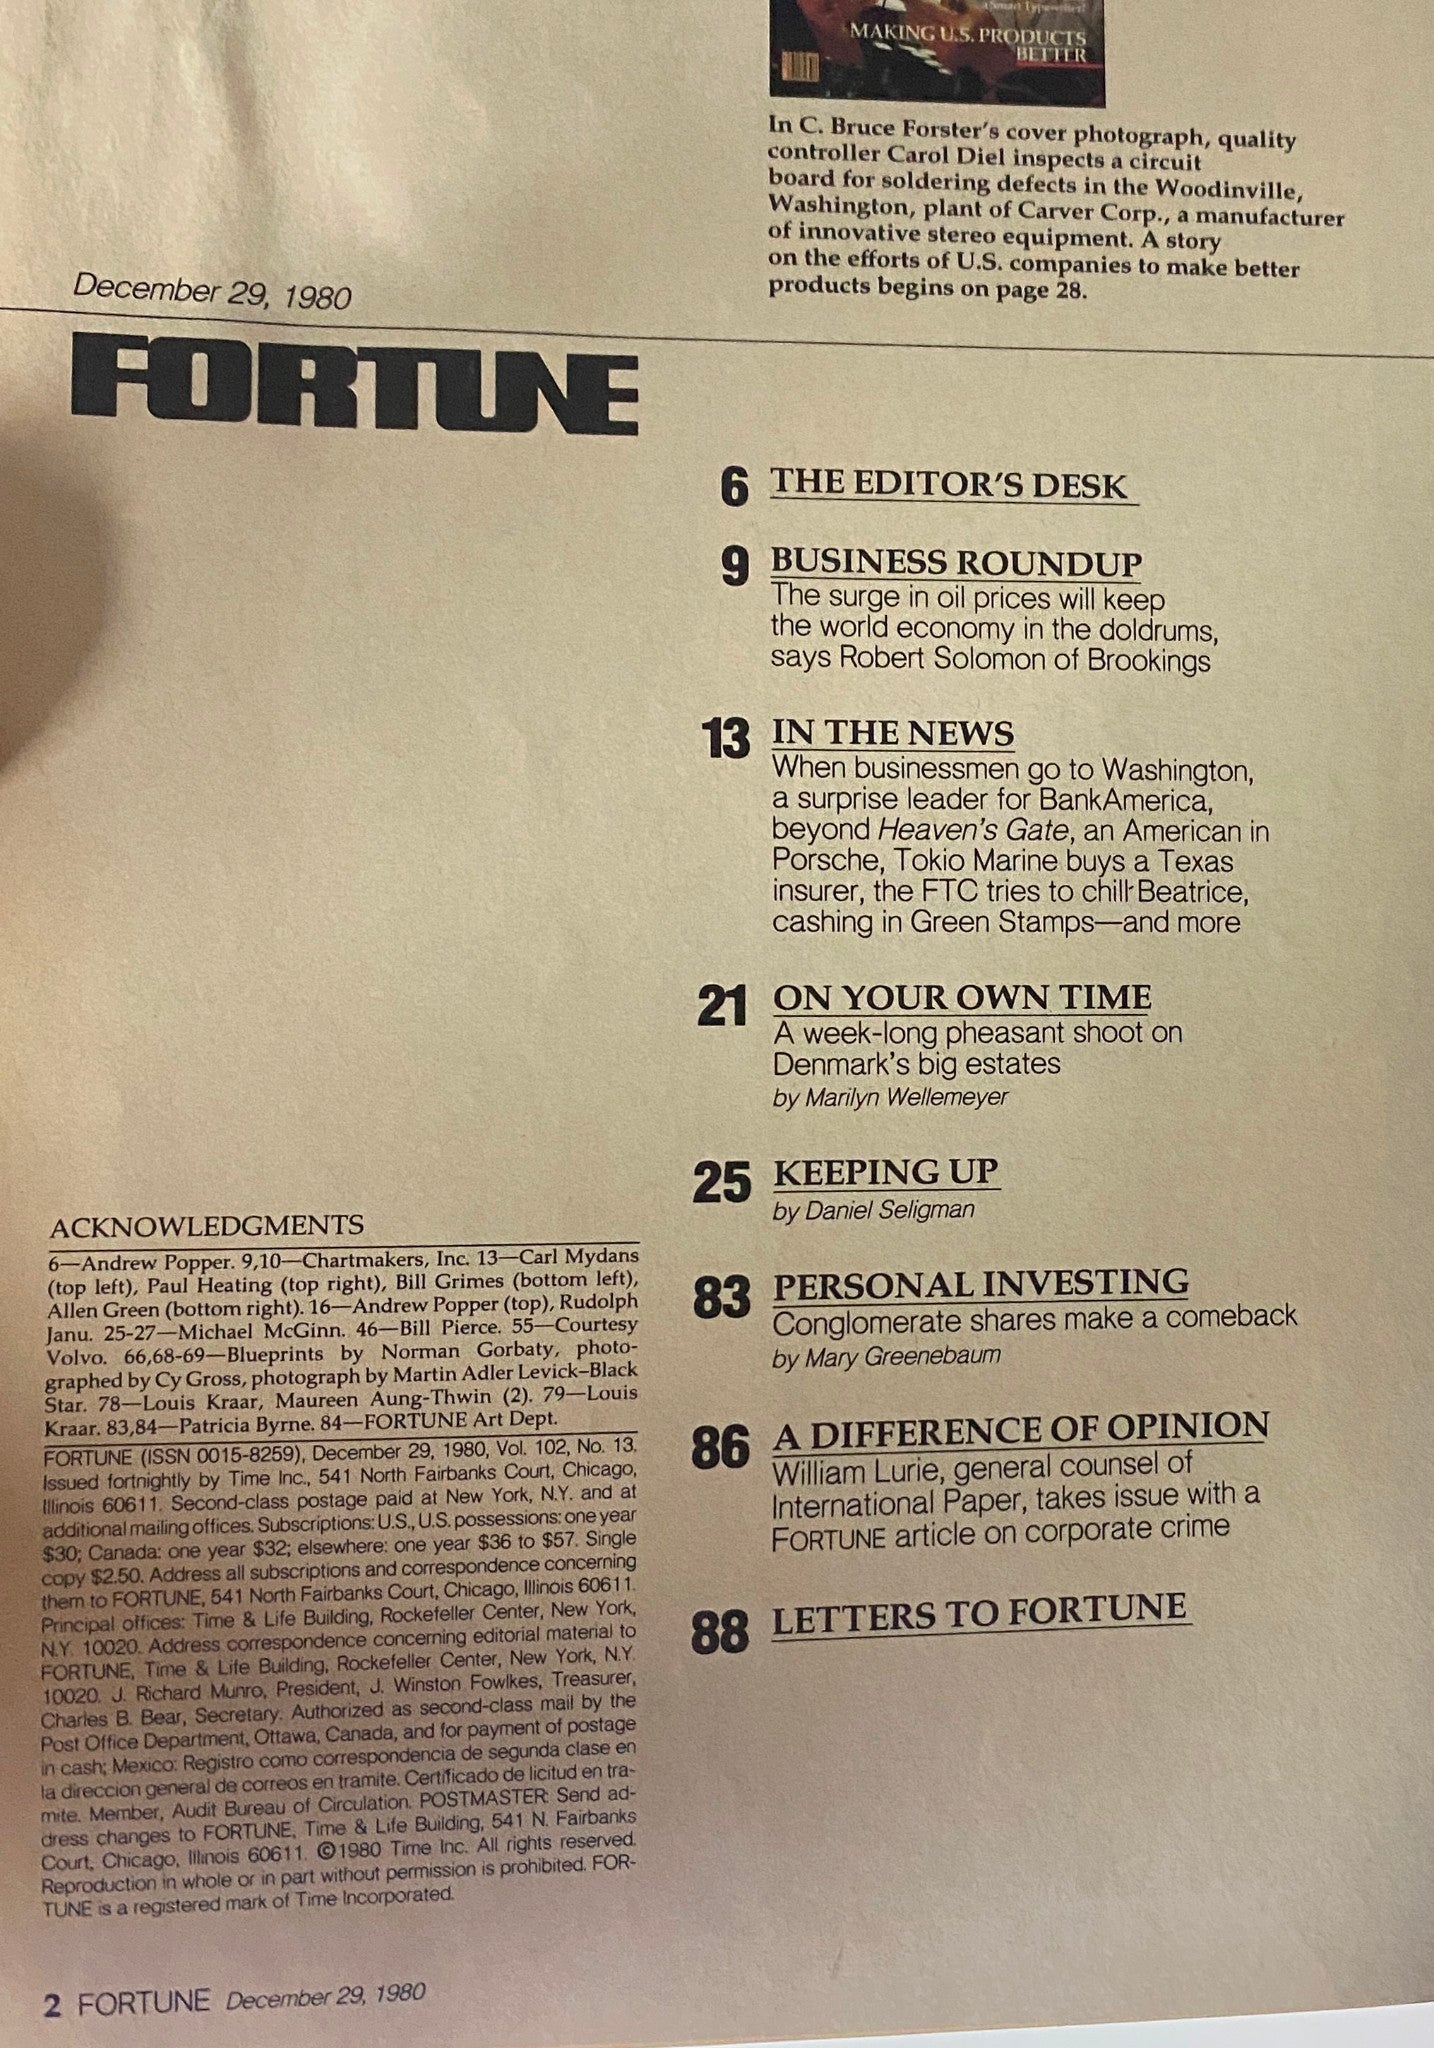 a Smart Typewriter?
MAKING U.S. PRODUCTS
BETTER
In C. Bruce Forster's cover photograph, quality
controller Carol Diel inspects a circuit
board for soldering defects in the Woodinville,
Washington, plant of Carver Corp., a manufacturer
of innovative stereo equipment. A story
on the efforts of U.S. companies to make better
products begins on page 28.
December 29, 1980
FORTUNE
6 THE EDITOR'S DESK
9 BUSINESS ROUNDUP
The surge in oil prices will keep
the world economy in the doldrums,
says Robert Solomon of Brookings
13 IN THE NEWS
When businessmen go to Washington,
a surprise leader for BankAmerica,
beyond Heaven's Gate, an American in
Porsche, Tokio Marine buys a Texas
insurer, the FTC tries to chill Beatrice,
cashing in Green Stamps—and more
21 ON YOUR OWN TIME
A week-long pheasant shoot on
Denmark's big estates
by Marilyn Wellemeyer
25 KEEPING UP
by Daniel Seligman
83 PERSONAL INVESTING
Conglomerate shares make a comeback
by Mary Greenebaum
86 A DIFFERENCE OF OPINION
William Lurie, general counsel of
International Paper, takes issue with a
FORTUNE article on corporate crime
88 LETTERS TO FORTUNE
ACKNOWLEDGMENTS
6—Andrew Popper. 9,10—Chartmakers, Inc. 13—Carl Mydans
(top left), Paul Heating (top right), Bill Grimes (bottom left),
Allen Green (bottom right). 16—Andrew Popper (top), Rudolph
Janu. 25-27—Michael McGinn. 46—Bill Pierce. 55—Courtesy
Volvo. 66,68-69—Blueprints by Norman Gorbaty, photo-
graphed by Cy Gross, photograph by Martin Adler Levick–Black
Star. 78—Louis Kraar, Maureen Aung-Thwin (2). 79—Louis
Kraar. 83,84—Patricia Byrne. 84—FORTUNE Art Dept.
FORTUNE (ISSN 0015-8259), December 29, 1980, Vol. 102, No. 13.
Issued fortnightly by Time Inc., 541 North Fairbanks Court, Chicago,
Illinois 60611. Second-class postage paid at New York, N.Y. and at
additional mailing offices. Subscriptions: U.S., U.S. possessions: one year
$30; Canada: one year $32; elsewhere: one year $36 to $57. Single
copy $2.50. Address all subscriptions and correspondence concerning
them to FORTUNE, 541 North Fairbanks Court, Chicago, Illinois 60611.
Principal offices: Time & Life Building, Rockefeller Center, New York,
N.Y. 10020. Address correspondence concerning editorial material to
FORTUNE, Time & Life Building, Rockefeller Center, New York, N.Y.
10020. J. Richard Munro, President, J. Winston Fowlkes, Treasurer,
Charles B. Bear, Secretary. Authorized as second-class mail by the
Post Office Department, Ottawa, Canada, and for payment of postage
in cash; Mexico: Registro como correspondencia de segunda clase en
la direccion general de correos en tramite. Certificado de licitud en tra-
mite. Member, Audit Bureau of Circulation. POSTMASTER: Send ad-
dress changes to FORTUNE, Time & Life Building, 541 N. Fairbanks
Court, Chicago, Illinois 60611. ©1980 Time Inc. All rights reserved.
Reproduction in whole or in part without permission is prohibited. FOR-
TUNE is a registered mark of Time Incorporated.
2 FORTUNE December 29, 1980